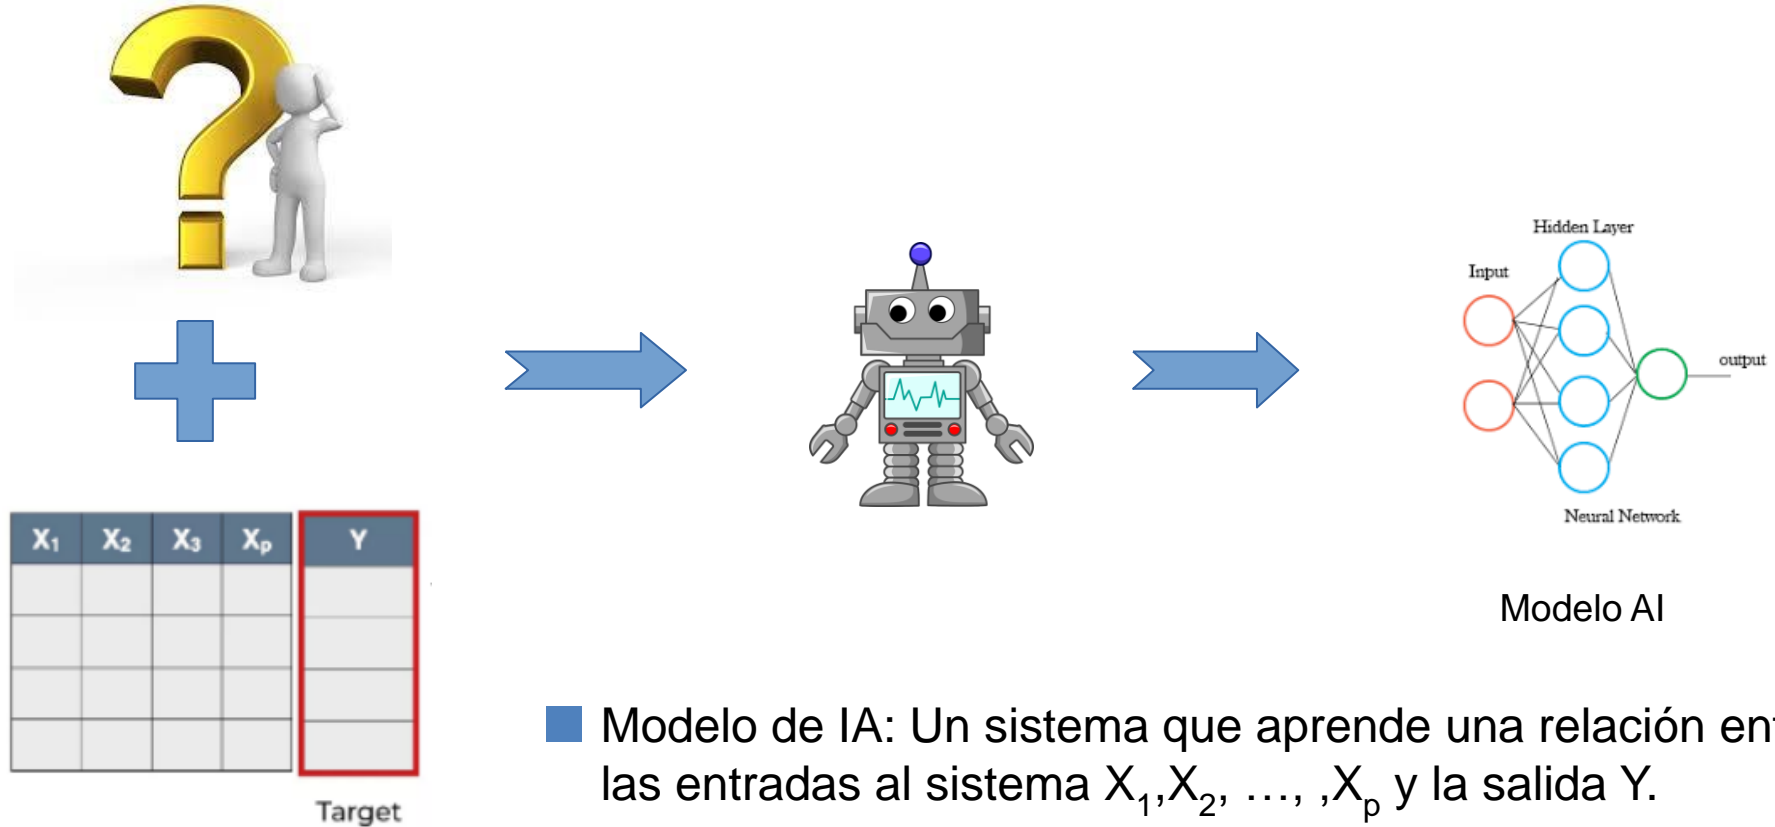 Hidden Layer
Input
output
Neural Network
X₁ X₂ X₃ Xₚ Y
Target
Modelo AI
Modelo de IA: Un sistema que aprende una relación
las entradas al sistema X₁,X₂, …, ,Xₚ y la salida Y.